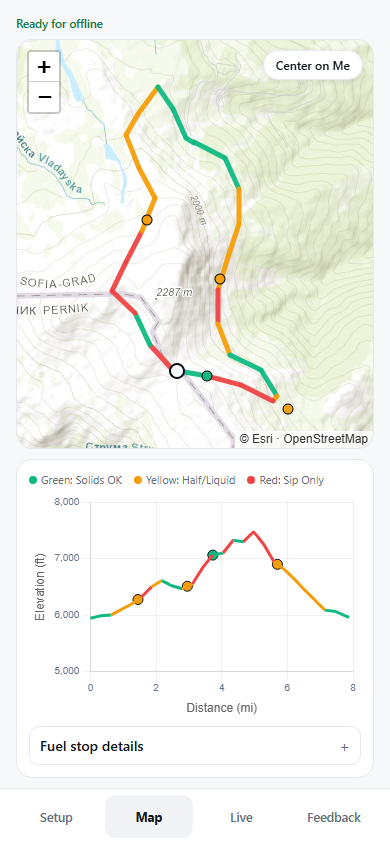 Ready for offline
+
−
Center on Me
Vladayska
2000 m
SOFIA-GRAD
ИК PERNIK
2287 m
Струма
© Esri · OpenStreetMap
Green: Solids OK
Yellow: Half/Liquid
Red: Sip Only
8,000
7,000
6,000
5,000
Elevation (ft)
0 2 4 6 8
Distance (mi)
Fuel stop details
+
Setup Map Live Feedback